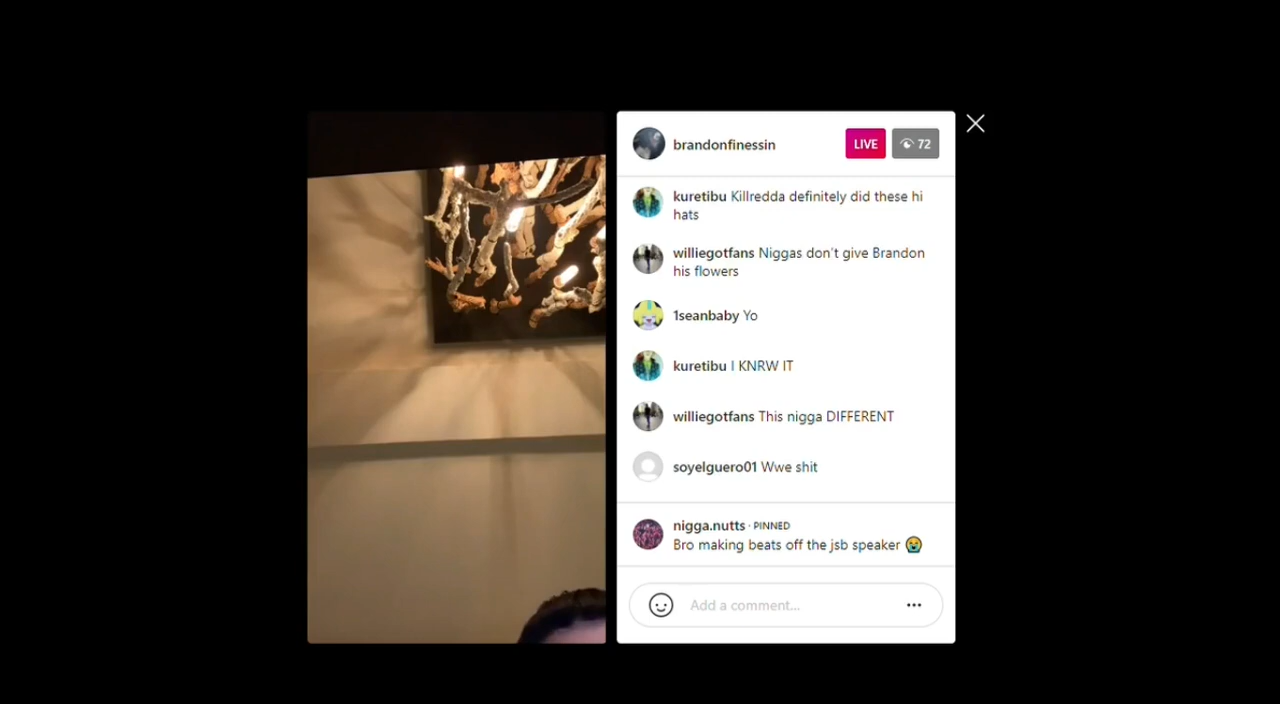 brandonfinessin
LIVE
72
kuretibu Killredda definitely did these hi
hats
williegotfans Niggas don't give Brandon
his flowers
1seanbaby Yo
kuretibu I KNRW IT
williegotfans This nigga DIFFERENT
soyelguero01 Wwe shit
nigga.nutts · PINNED
Bro making beats off the jsb speaker 😭
Add a comment...